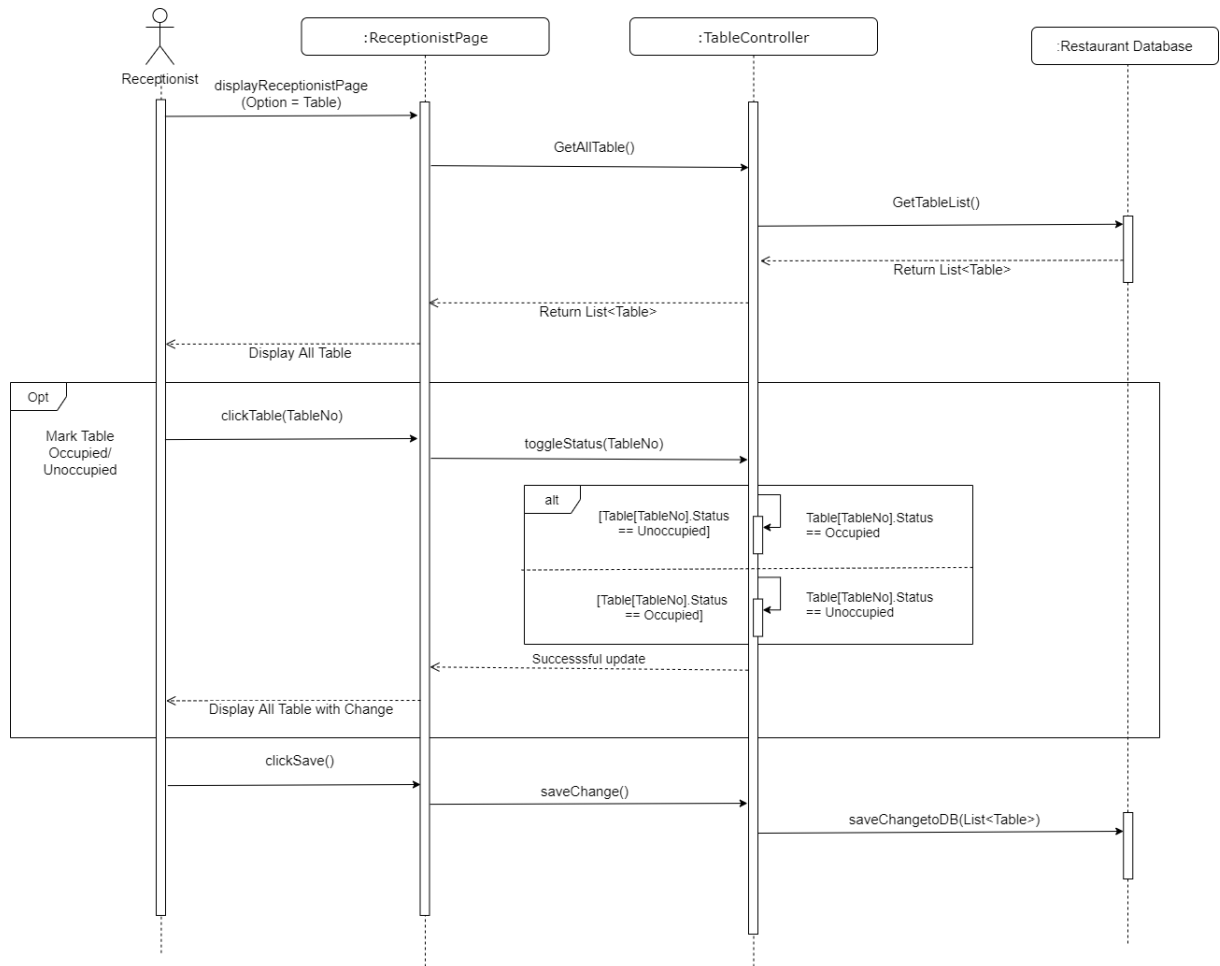 :ReceptionistPage
:TableController
:Restaurant Database
Receptionist
displayReceptionistPage
(Option = Table)
GetAllTable()
GetTableList()
Return List<Table>
Return List<Table>
Display All Table
Opt
Mark Table
Occupied/
Unoccupied
clickTable(TableNo)
toggleStatus(TableNo)
alt
[Table[TableNo].Status
== Unoccupied]
Table[TableNo].Status
== Occupied
[Table[TableNo].Status
== Occupied]
Table[TableNo].Status
== Unoccupied
Successsful update
Display All Table with Change
clickSave()
saveChange()
saveChangetoDB(List<Table>)